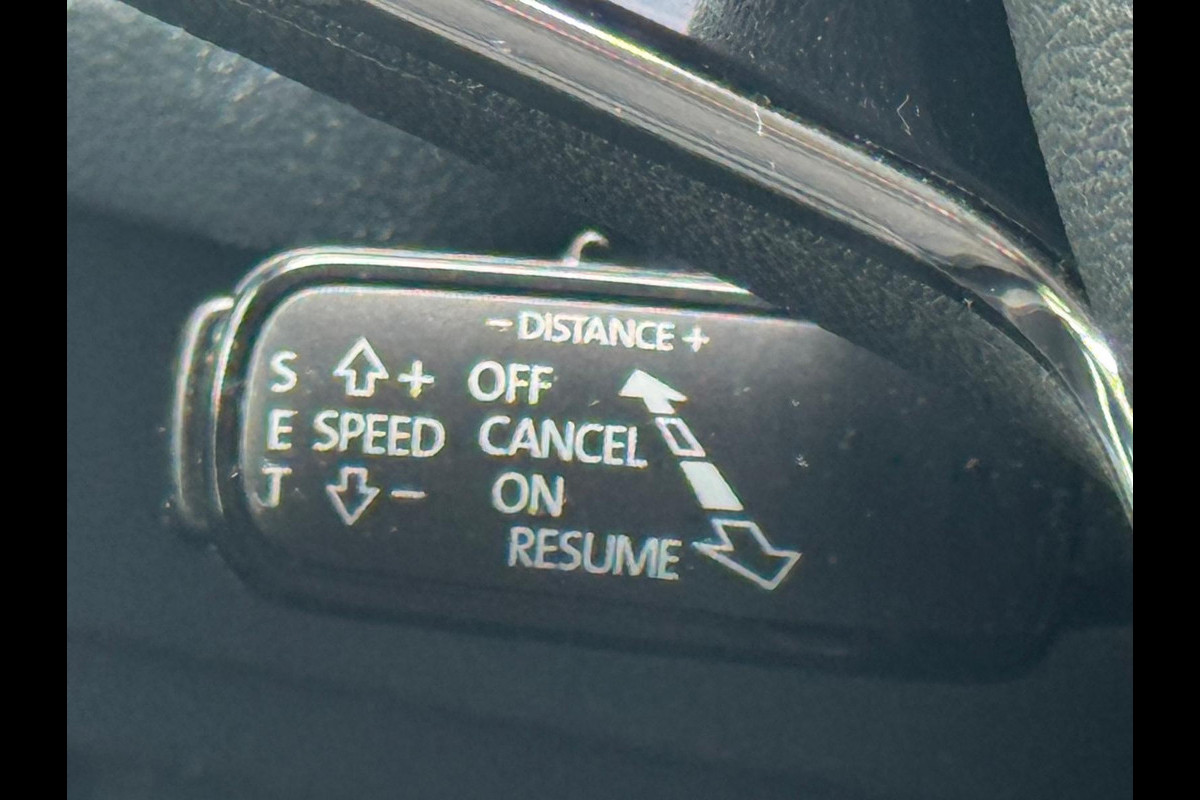 - DISTANCE +
S + OFF
E SPEED CANCEL
T - ON
RESUME